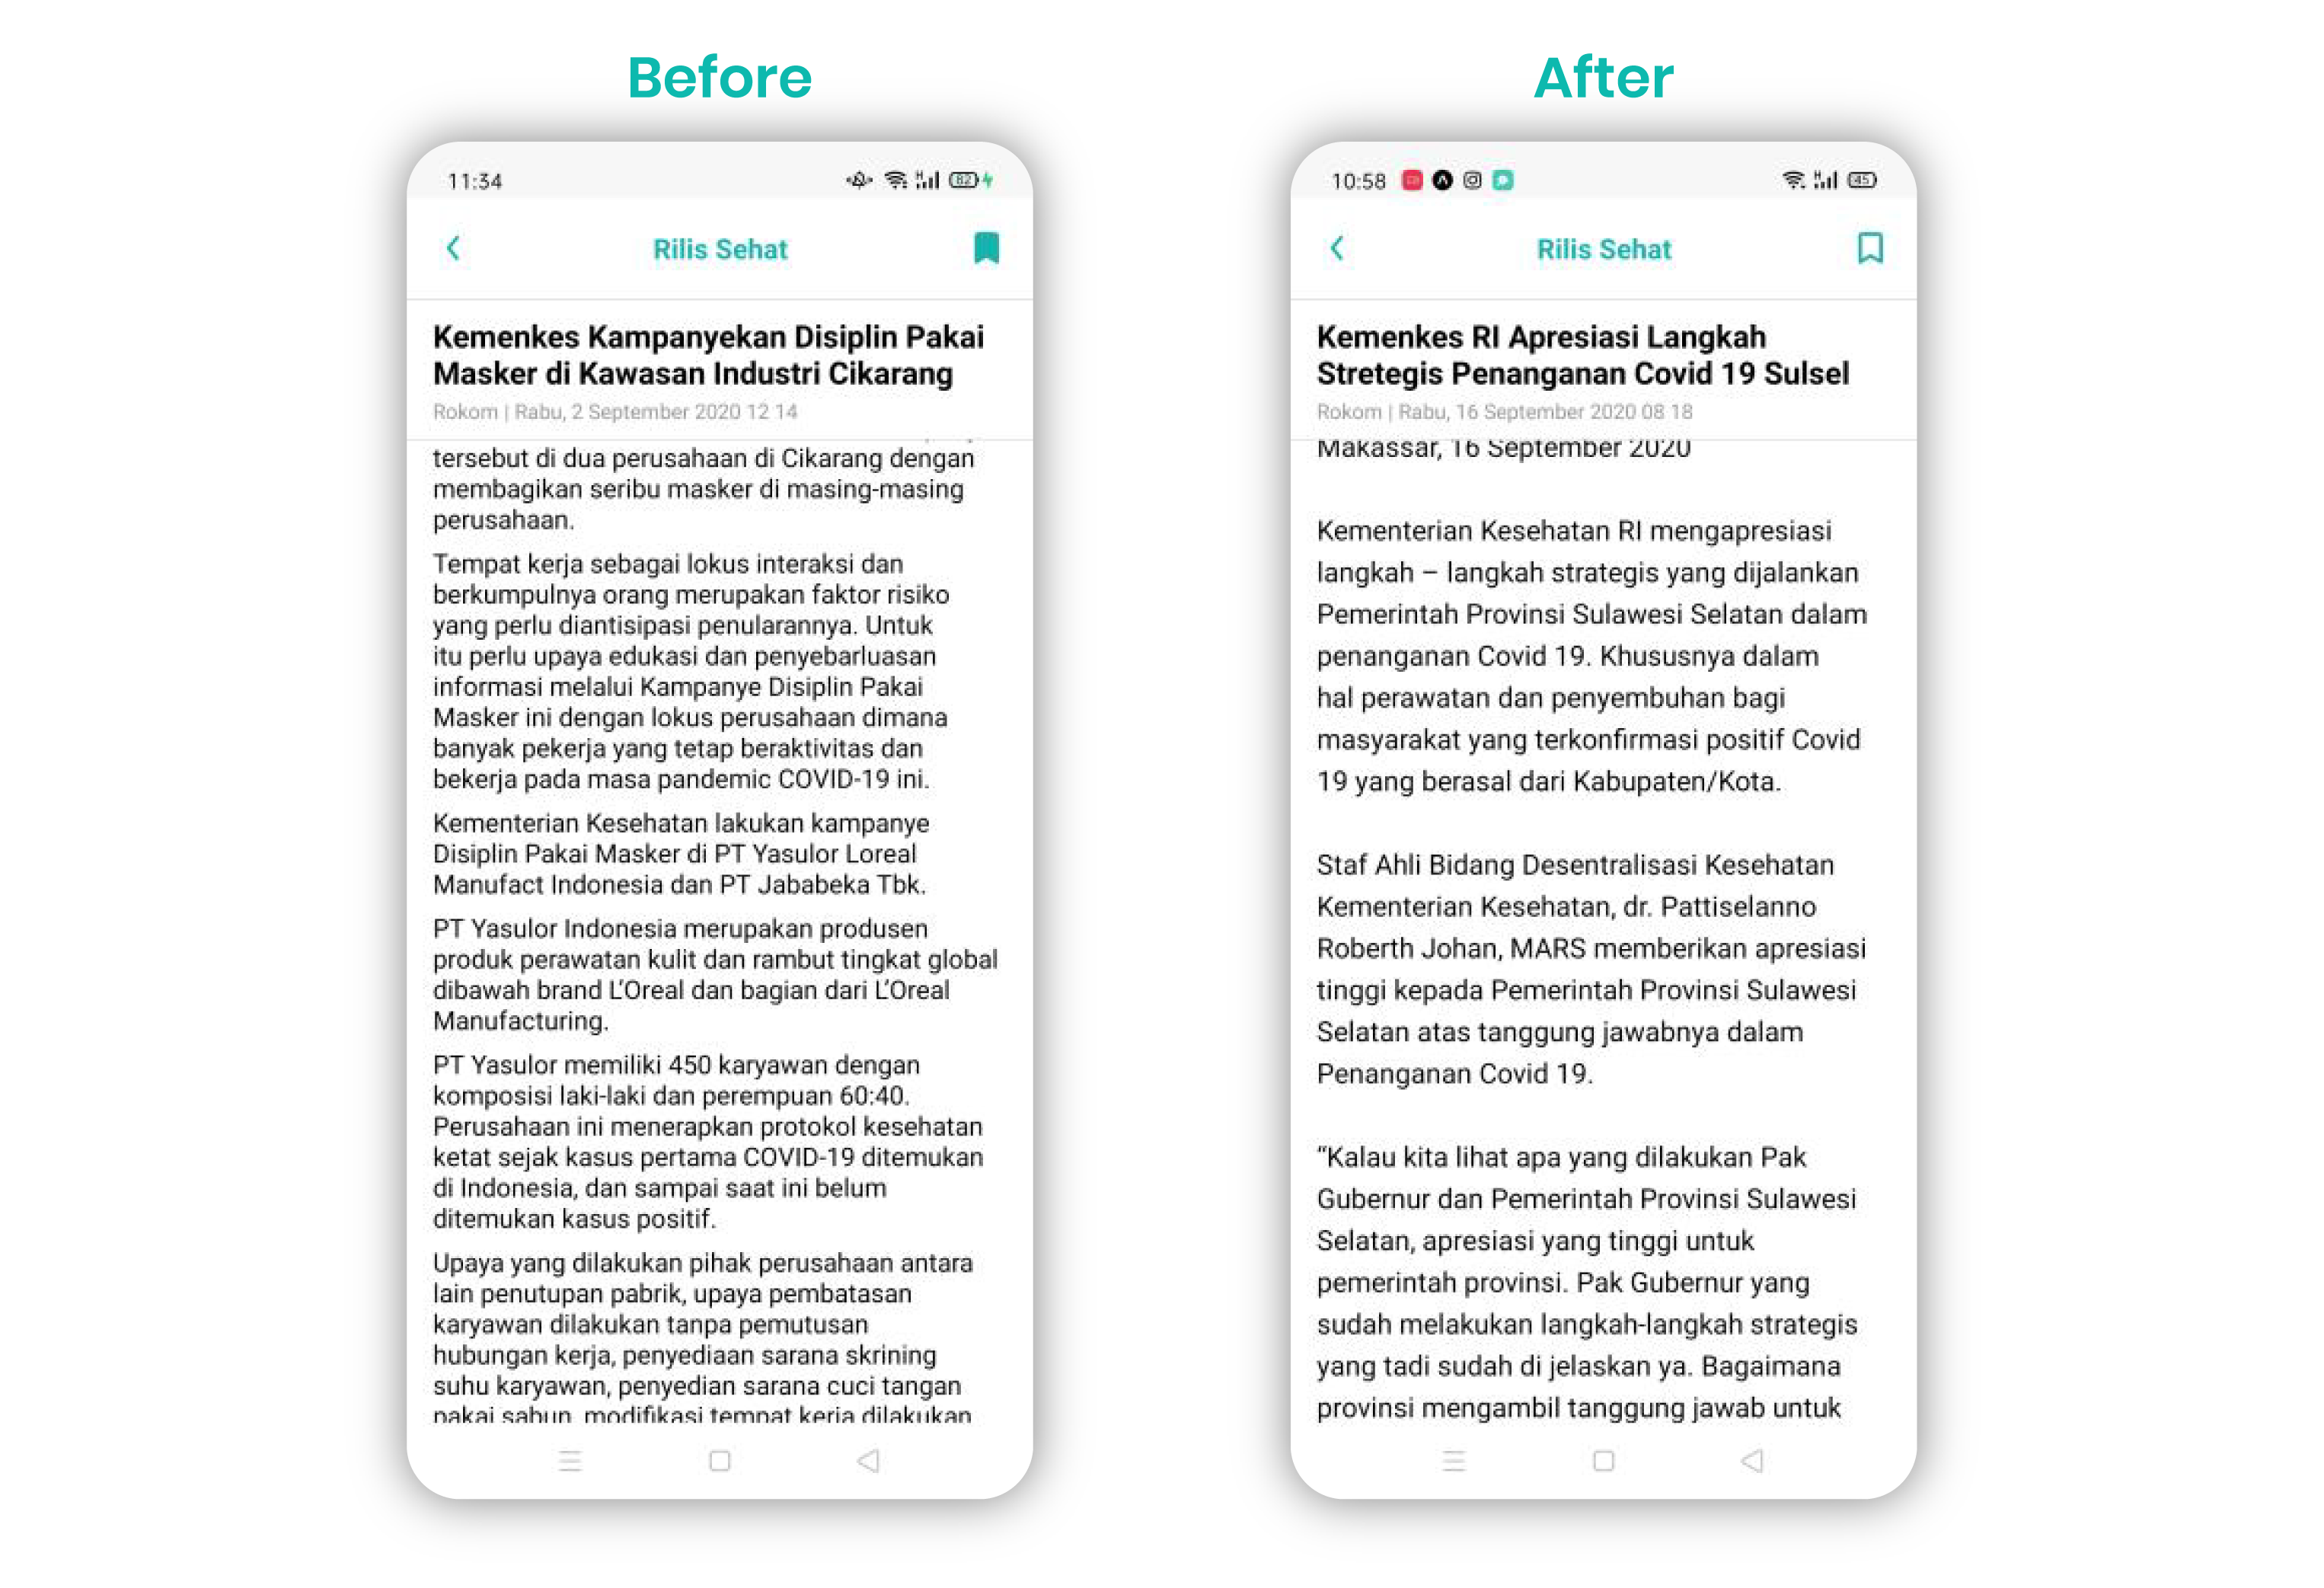 Before
11:34
82
Rilis Sehat
Kemenkes Kampanyekan Disiplin Pakai
Masker di Kawasan Industri Cikarang
Rokom | Rabu, 2 September 2020 12 14
tersebut di dua perusahaan di Cikarang dengan
membagikan seribu masker di masing-masing
perusahaan.
Tempat kerja sebagai lokus interaksi dan
berkumpulnya orang merupakan faktor risiko
yang perlu diantisipasi penularannya. Untuk
itu perlu upaya edukasi dan penyebarluasan
informasi melalui Kampanye Disiplin Pakai
Masker ini dengan lokus perusahaan dimana
banyak pekerja yang tetap beraktivitas dan
bekerja pada masa pandemic COVID-19 ini.
Kementerian Kesehatan lakukan kampanye
Disiplin Pakai Masker di PT Yasulor Loreal
Manufact Indonesia dan PT Jababeka Tbk.
PT Yasulor Indonesia merupakan produsen
produk perawatan kulit dan rambut tingkat global
dibawah brand L'Oreal dan bagian dari L'Oreal
Manufacturing.
PT Yasulor memiliki 450 karyawan dengan
komposisi laki-laki dan perempuan 60:40.
Perusahaan ini menerapkan protokol kesehatan
ketat sejak kasus pertama COVID-19 ditemukan
di Indonesia, dan sampai saat ini belum
ditemukan kasus positif.
Upaya yang dilakukan pihak perusahaan antara
lain penutupan pabrik, upaya pembatasan
karyawan dilakukan tanpa pemutusan
hubungan kerja, penyediaan sarana skrining
suhu karyawan, penyedian sarana cuci tangan
pakai sabun, modifikasi tempat kerja dilakukan
After
10:58
45
Rilis Sehat
Kemenkes RI Apresiasi Langkah
Stretegis Penanganan Covid 19 Sulsel
Rokom | Rabu, 16 September 2020 08 18
Makassar, 16 September 2020
Kementerian Kesehatan RI mengapresiasi
langkah – langkah strategis yang dijalankan
Pemerintah Provinsi Sulawesi Selatan dalam
penanganan Covid 19. Khususnya dalam
hal perawatan dan penyembuhan bagi
masyarakat yang terkonfirmasi positif Covid
19 yang berasal dari Kabupaten/Kota.
Staf Ahli Bidang Desentralisasi Kesehatan
Kementerian Kesehatan, dr. Pattiselanno
Roberth Johan, MARS memberikan apresiasi
tinggi kepada Pemerintah Provinsi Sulawesi
Selatan atas tanggung jawabnya dalam
Penanganan Covid 19.
“Kalau kita lihat apa yang dilakukan Pak
Gubernur dan Pemerintah Provinsi Sulawesi
Selatan, apresiasi yang tinggi untuk
pemerintah provinsi. Pak Gubernur yang
sudah melakukan langkah-langkah strategis
yang tadi sudah di jelaskan ya. Bagaimana
provinsi mengambil tanggung jawab untuk